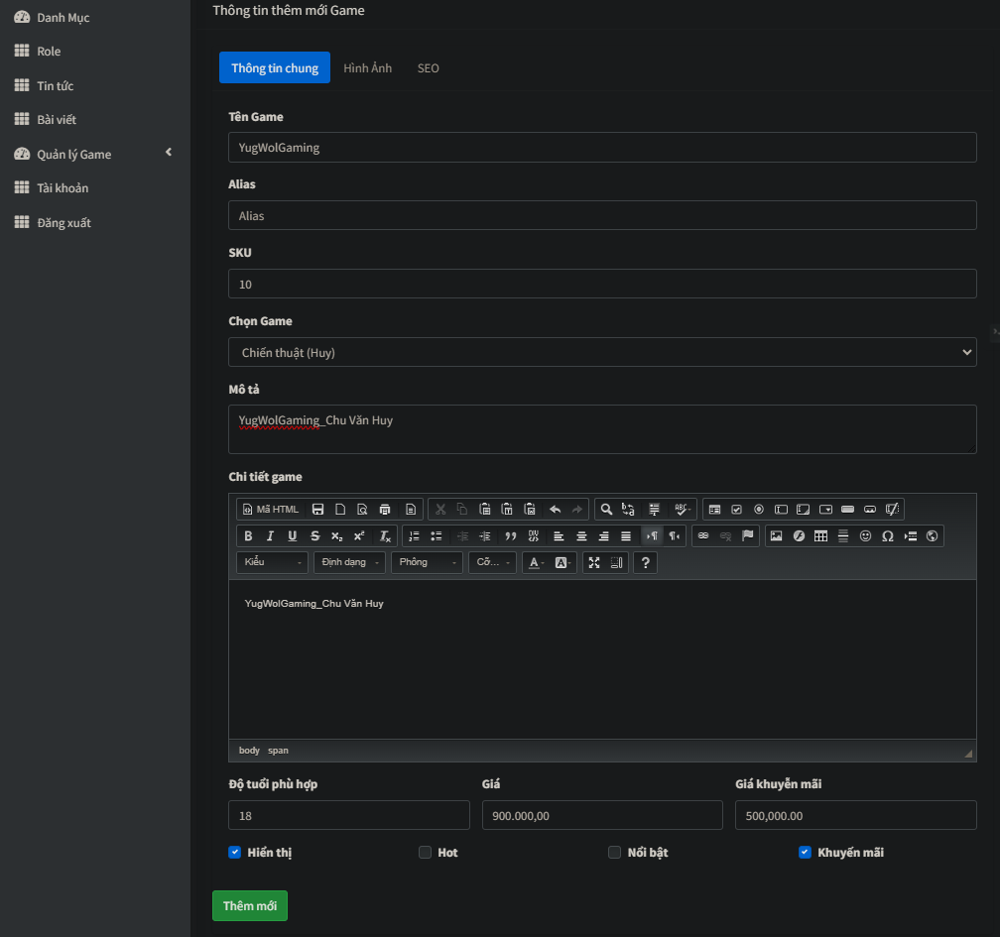 Danh Mục
Role
Tin tức
Bài viết
Quản lý Game
Tài khoản
Đăng xuất
Thông tin thêm mới Game
Thông tin chung Hình Ảnh SEO
Tên Game
YugWolGaming
Alias
Alias
SKU
10
Chọn Game
Chiến thuật (Huy)
Mô tả
YugWolGaming_Chu Văn Huy
Chi tiết game
Mã HTML
Kiểu Định dạng Phông Cỡ...
YugWolGaming_Chu Văn Huy
body span
Độ tuổi phù hợp Giá Giá khuyễn mãi
18 900.000,00 500,000.00
Hiển thị Hot Nổi bật Khuyến mãi
Thêm mới